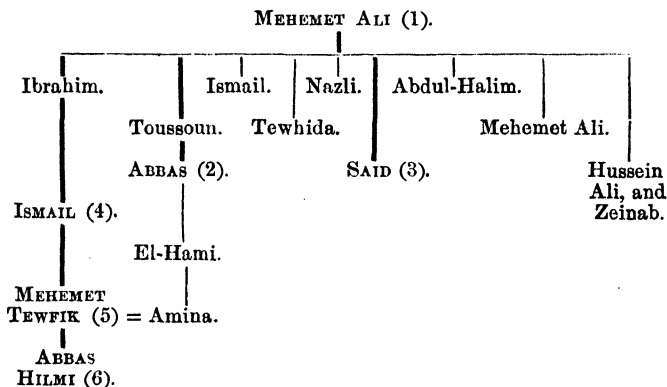 MEHEMET ALI (1).
Ibrahim. Ismail. Nazli. Abdul-Halim.
Toussoun. Tewhida. Mehemet Ali.
ABBAS (2). SAID (3). Hussein
Ali, and
ISMAIL (4). Zeinab.
El-Hami.
MEHEMET
TEWFIK (5) = Amina.
ABBAS
HILMI (6).